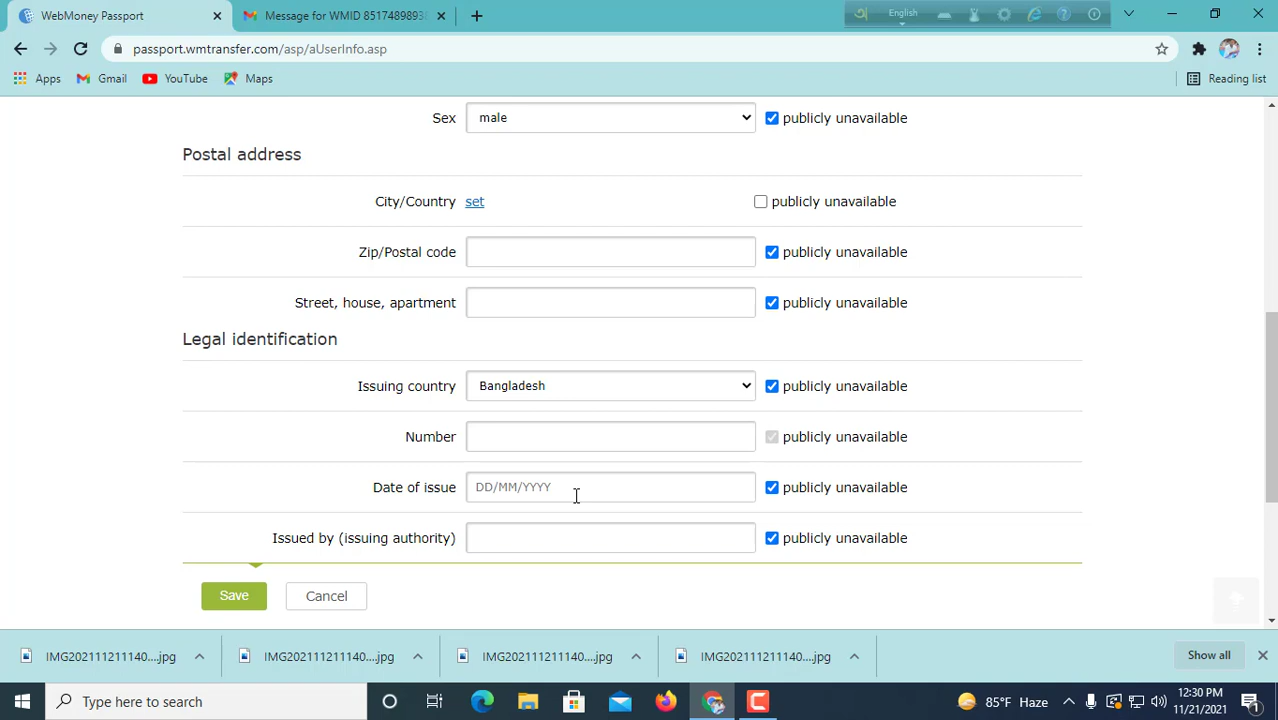 WebMoney Passport
Message for WMID 851748989
English
passport.wmtransfer.com/asp/aUserInfo.asp
Apps
Gmail
YouTube
Maps
Reading list
Sex
male
publicly unavailable
Postal address
City/Country
set
publicly unavailable
Zip/Postal code
publicly unavailable
Street, house, apartment
publicly unavailable
Legal identification
Issuing country
Bangladesh
publicly unavailable
Number
publicly unavailable
Date of issue
DD/MM/YYYY
publicly unavailable
Issued by (issuing authority)
publicly unavailable
Save
Cancel
IMG202111211140....jpg
IMG202111211140....jpg
IMG202111211140....jpg
IMG202111211140....jpg
Show all
Type here to search
85°F Haze
12:30 PM
11/21/2021
1